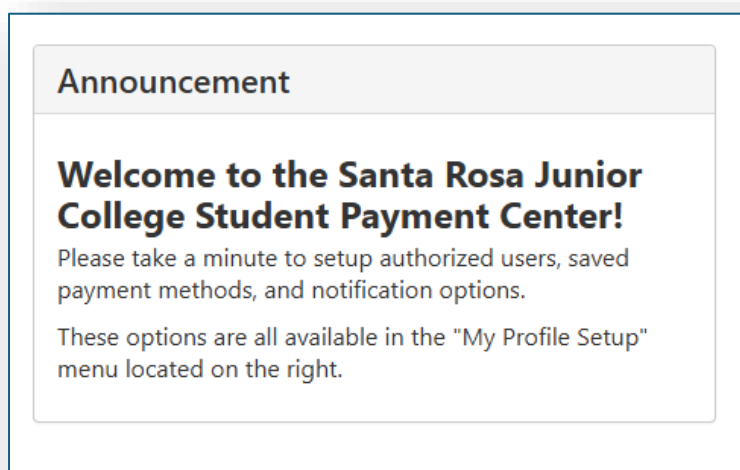 Announcement
Welcome to the Santa Rosa Junior
College Student Payment Center!
Please take a minute to setup authorized users, saved
payment methods, and notification options.
These options are all available in the "My Profile Setup"
menu located on the right.